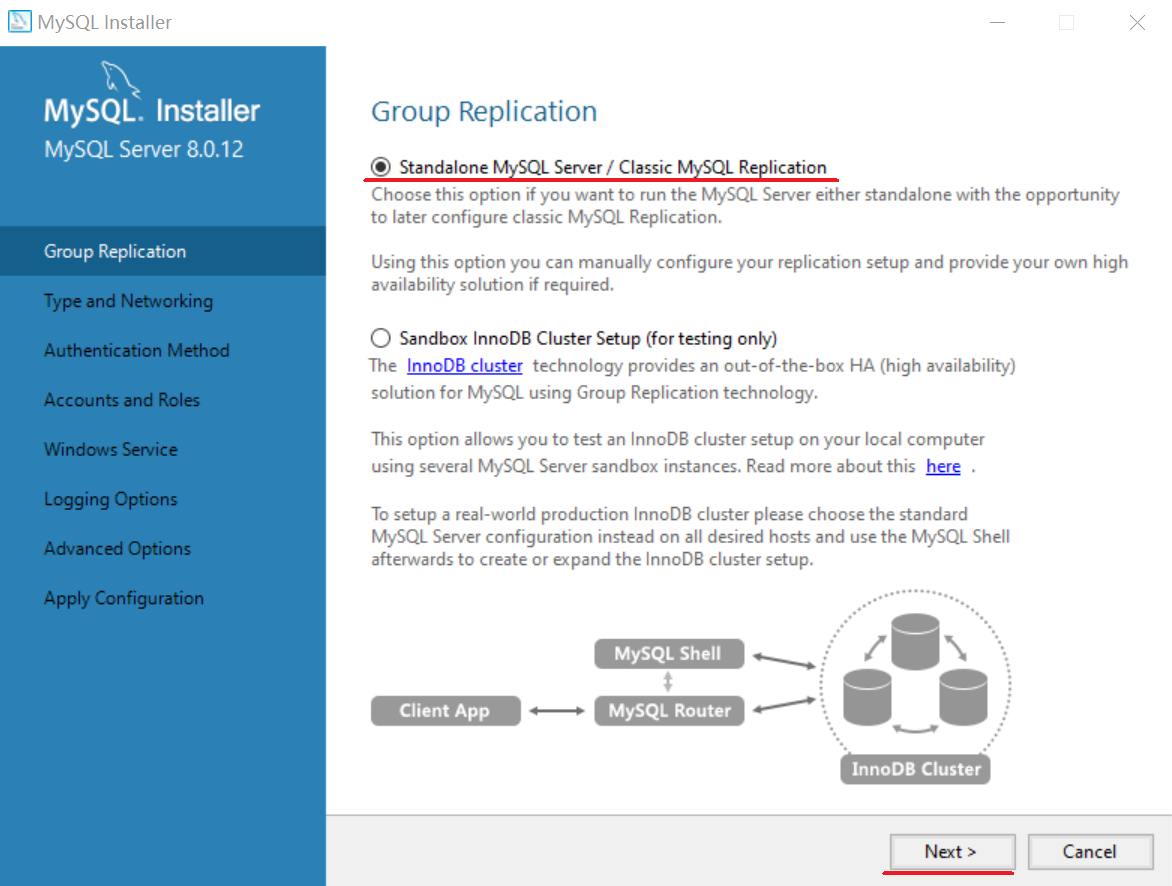 MySQL Installer
MySQL. Installer
MySQL Server 8.0.12
Group Replication
Type and Networking
Authentication Method
Accounts and Roles
Windows Service
Logging Options
Advanced Options
Apply Configuration
Group Replication
Standalone MySQL Server / Classic MySQL Replication
Choose this option if you want to run the MySQL Server either standalone with the opportunity
to later configure classic MySQL Replication.
Using this option you can manually configure your replication setup and provide your own high
availability solution if required.
Sandbox InnoDB Cluster Setup (for testing only)
The InnoDB cluster technology provides an out-of-the-box HA (high availability)
solution for MySQL using Group Replication technology.
This option allows you to test an InnoDB cluster setup on your local computer
using several MySQL Server sandbox instances. Read more about this here .
To setup a real-world production InnoDB cluster please choose the standard
MySQL Server configuration instead on all desired hosts and use the MySQL Shell
afterwards to create or expand the InnoDB cluster setup.
MySQL Shell
Client App
MySQL Router
InnoDB Cluster
Next >
Cancel